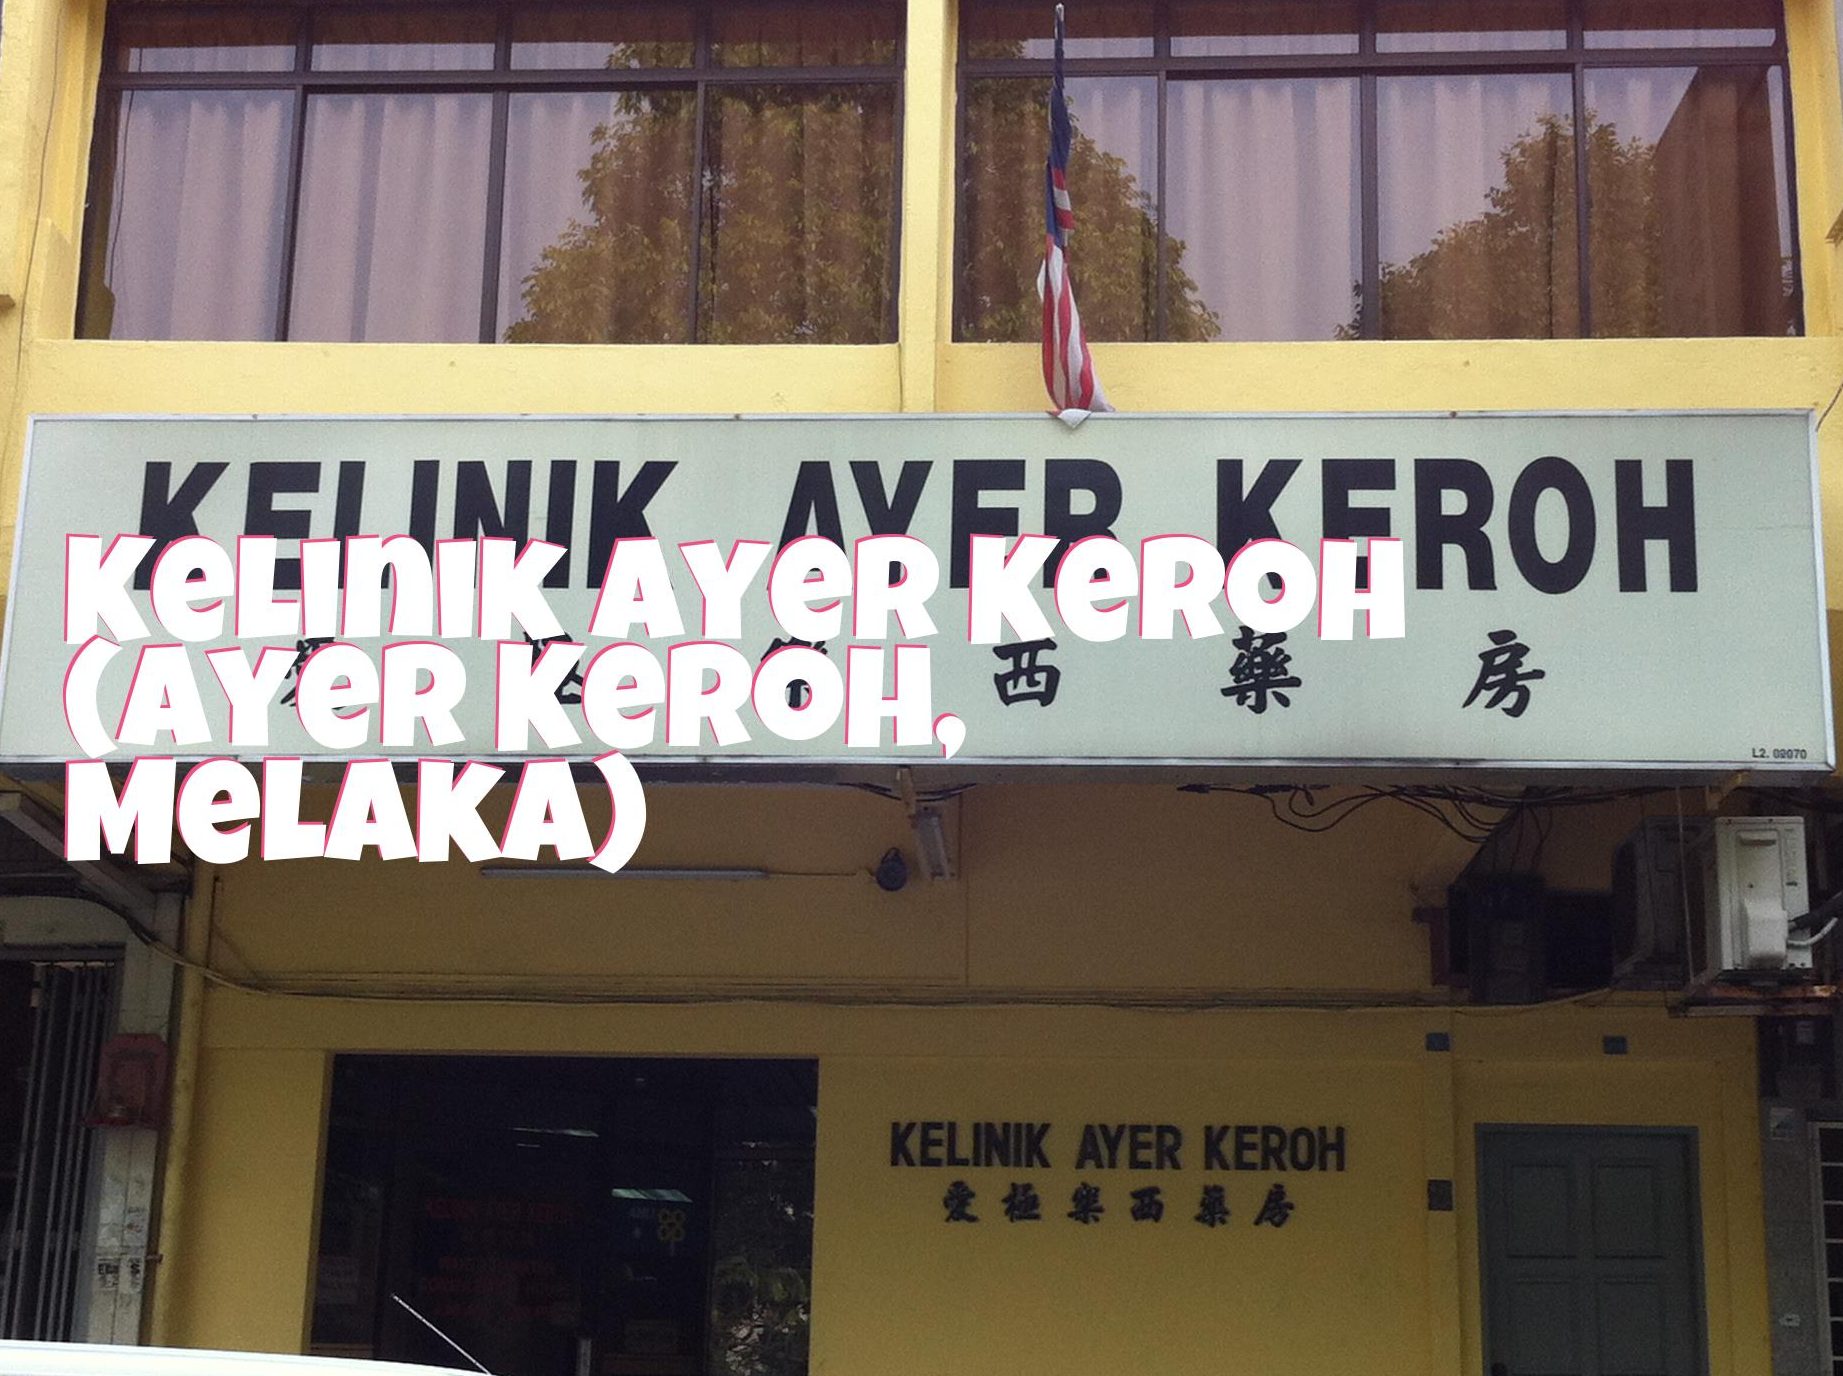 KELINIK AYER KEROH
Kelinik Ayer Keroh
(Ayer Keroh,
Melaka)
西藥房
L2. 09070
KELINIK AYER KEROH
愛極樂西藥房